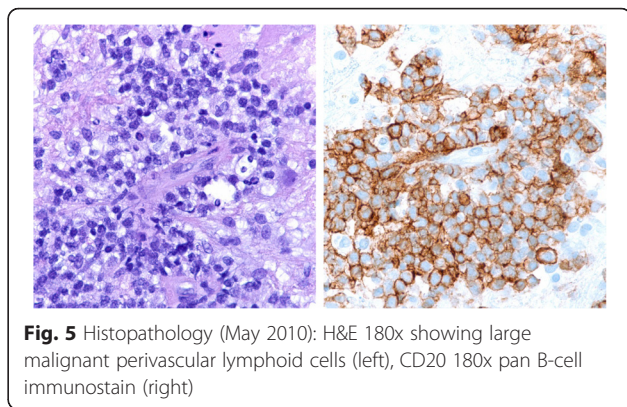 Fig. 5 Histopathology (May 2010): H&E 180x showing large
malignant perivascular lymphoid cells (left), CD20 180x pan B-cell
immunostain (right)